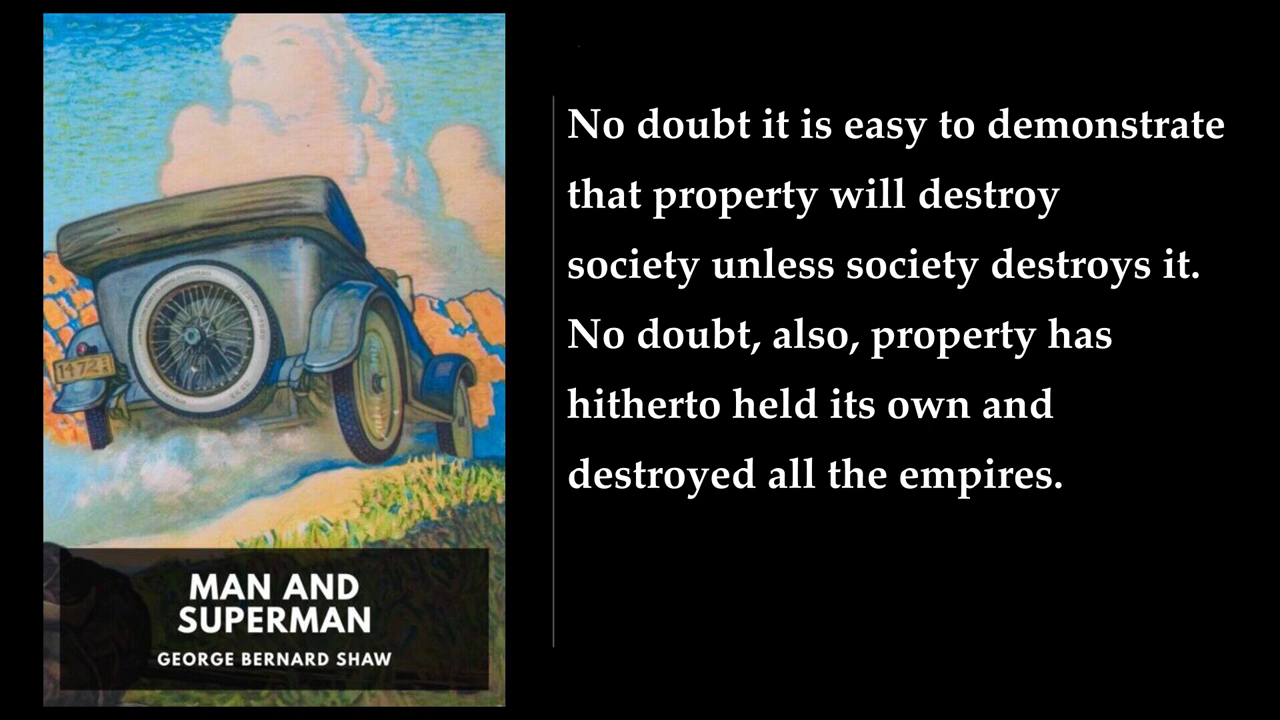 No doubt it is easy to demonstrate
that property will destroy
society unless society destroys it.
No doubt, also, property has
hitherto held its own and
destroyed all the empires.
1472
MAN AND
SUPERMAN
GEORGE BERNARD SHAW